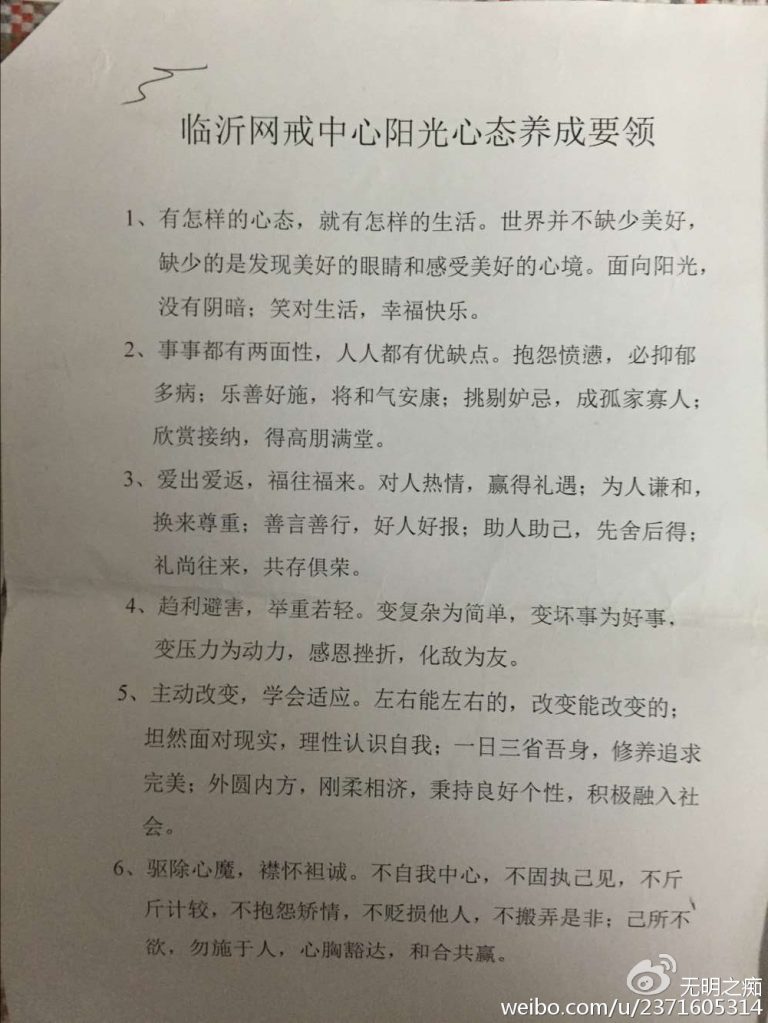 临沂网戒中心阳光心态养成要领
1、有怎样的心态，就有怎样的生活。世界并不缺少美好，
缺少的是发现美好的眼睛和感受美好的心境。面向阳光，
没有阴暗；笑对生活，幸福快乐。
2、事事都有两面性，人人都有优缺点。抱怨愤懑，必抑郁
多病；乐善好施，将和气安康；挑剔妒忌，成孤家寡人；
欣赏接纳，得高朋满堂。
3、爱出爱返，福往福来。对人热情，赢得礼遇；为人谦和，
换来尊重；善言善行，好人好报；助人助己，先舍后得；
礼尚往来，共存俱荣。
4、趋利避害，举重若轻。变复杂为简单，变坏事为好事，
变压力为动力，感恩挫折，化敌为友。
5、主动改变，学会适应。左右能左右的，改变能改变的；
坦然面对现实，理性认识自我；一日三省吾身，修养追求
完美；外圆内方，刚柔相济，秉持良好个性，积极融入社
会。
6、驱除心魔，襟怀袒诚。不自我中心，不固执己见，不斤
斤计较，不抱怨矫情，不贬损他人，不搬弄是非；己所不
欲，勿施于人，心胸豁达，和合共赢。
无明之痴
weibo.com/u/2371605314